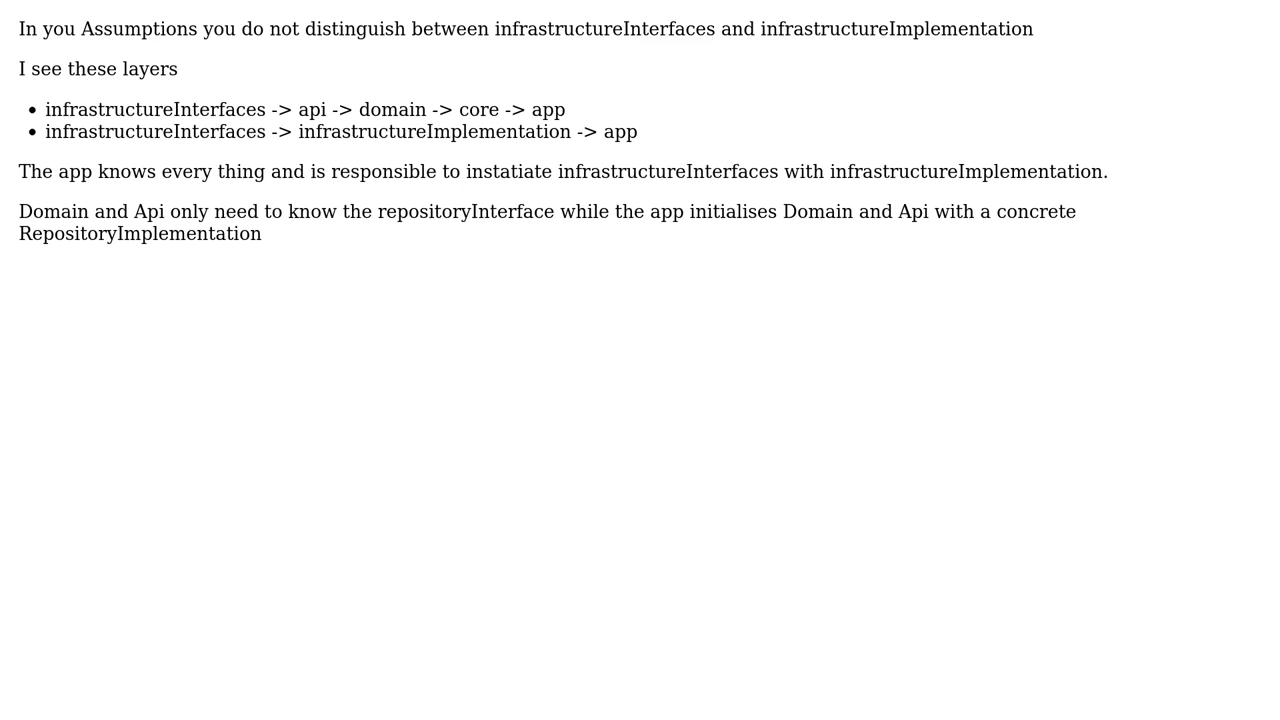 In you Assumptions you do not distinguish between infrastructureInterfaces and infrastructureImplementation
I see these layers
• infrastructureInterfaces -> api -> domain -> core -> app
• infrastructureInterfaces -> infrastructureImplementation -> app
The app knows every thing and is responsible to instatiate infrastructureInterfaces with infrastructureImplementation.
Domain and Api only need to know the repositoryInterface while the app initialises Domain and Api with a concrete
RepositoryImplementation